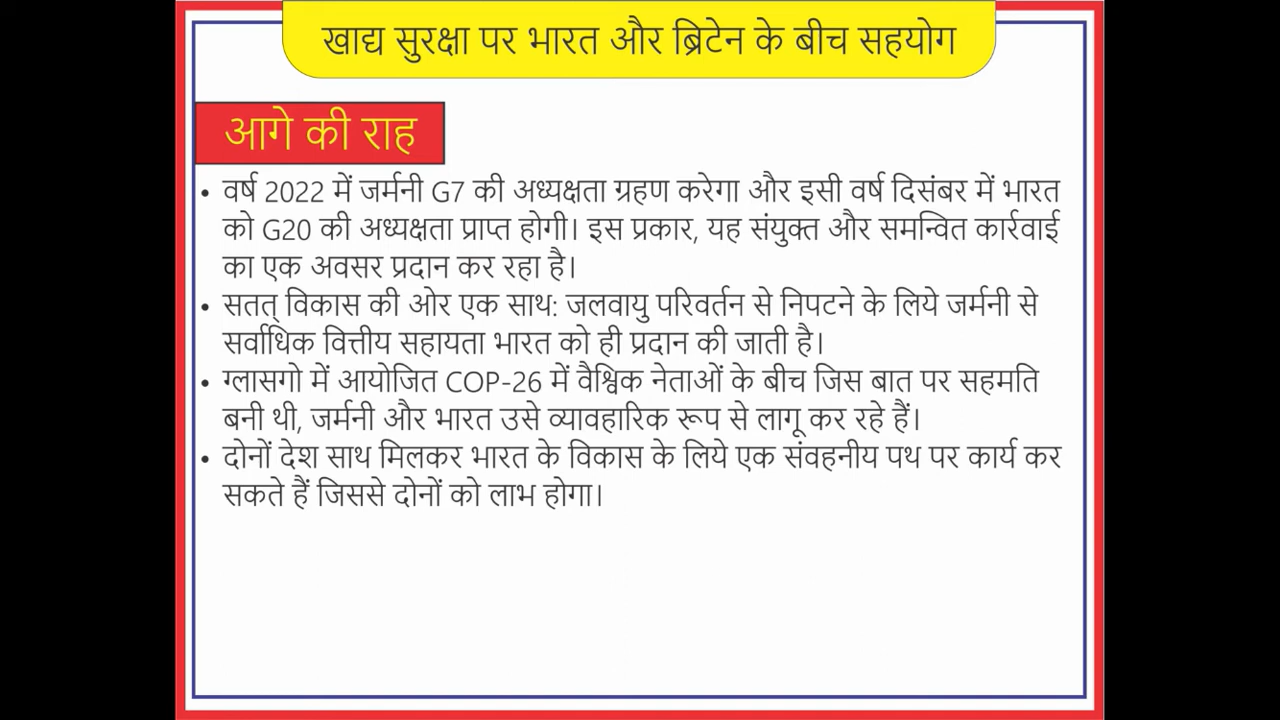 खाद्य सुरक्षा पर भारत और ब्रिटेन के बीच सहयोग
आगे की राह
• वर्ष 2022 में जर्मनी G7 की अध्यक्षता ग्रहण करेगा और इसी वर्ष दिसंबर में भारत
को G20 की अध्यक्षता प्राप्त होगी। इस प्रकार, यह संयुक्त और समन्वित कार्रवाई
का एक अवसर प्रदान कर रहा है।
• सतत् विकास की ओर एक साथ: जलवायु परिवर्तन से निपटने के लिये जर्मनी से
सर्वाधिक वित्तीय सहायता भारत को ही प्रदान की जाती है।
• ग्लासगो में आयोजित COP-26 में वैश्विक नेताओं के बीच जिस बात पर सहमति
बनी थी, जर्मनी और भारत उसे व्यावहारिक रूप से लागू कर रहे हैं।
• दोनों देश साथ मिलकर भारत के विकास के लिये एक संवहनीय पथ पर कार्य कर
सकते हैं जिससे दोनों को लाभ होगा।